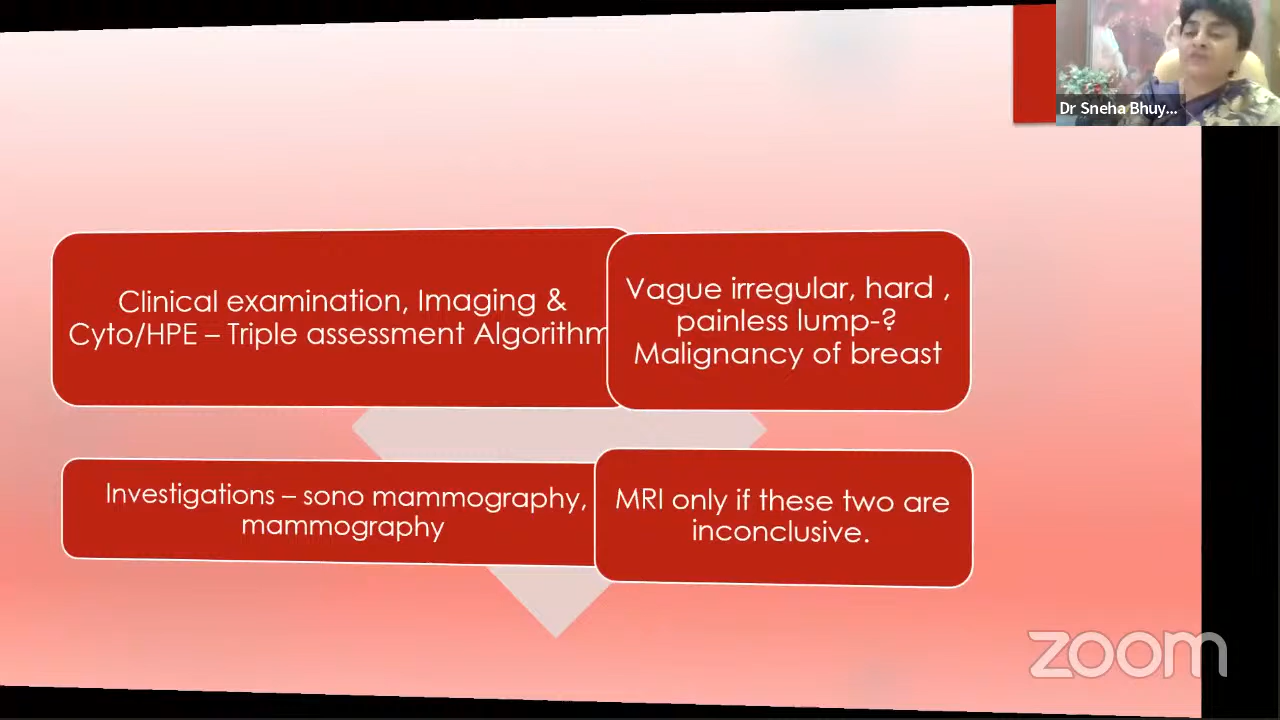 Dr Sneha Bhuy...
Clinical examination, Imaging &
Cyto/HPE – Triple assessment Algorithm
Vague irregular, hard ,
painless lump-?
Malignancy of breast
Investigations – sono mammography,
mammography
MRI only if these two are
inconclusive.
zoom